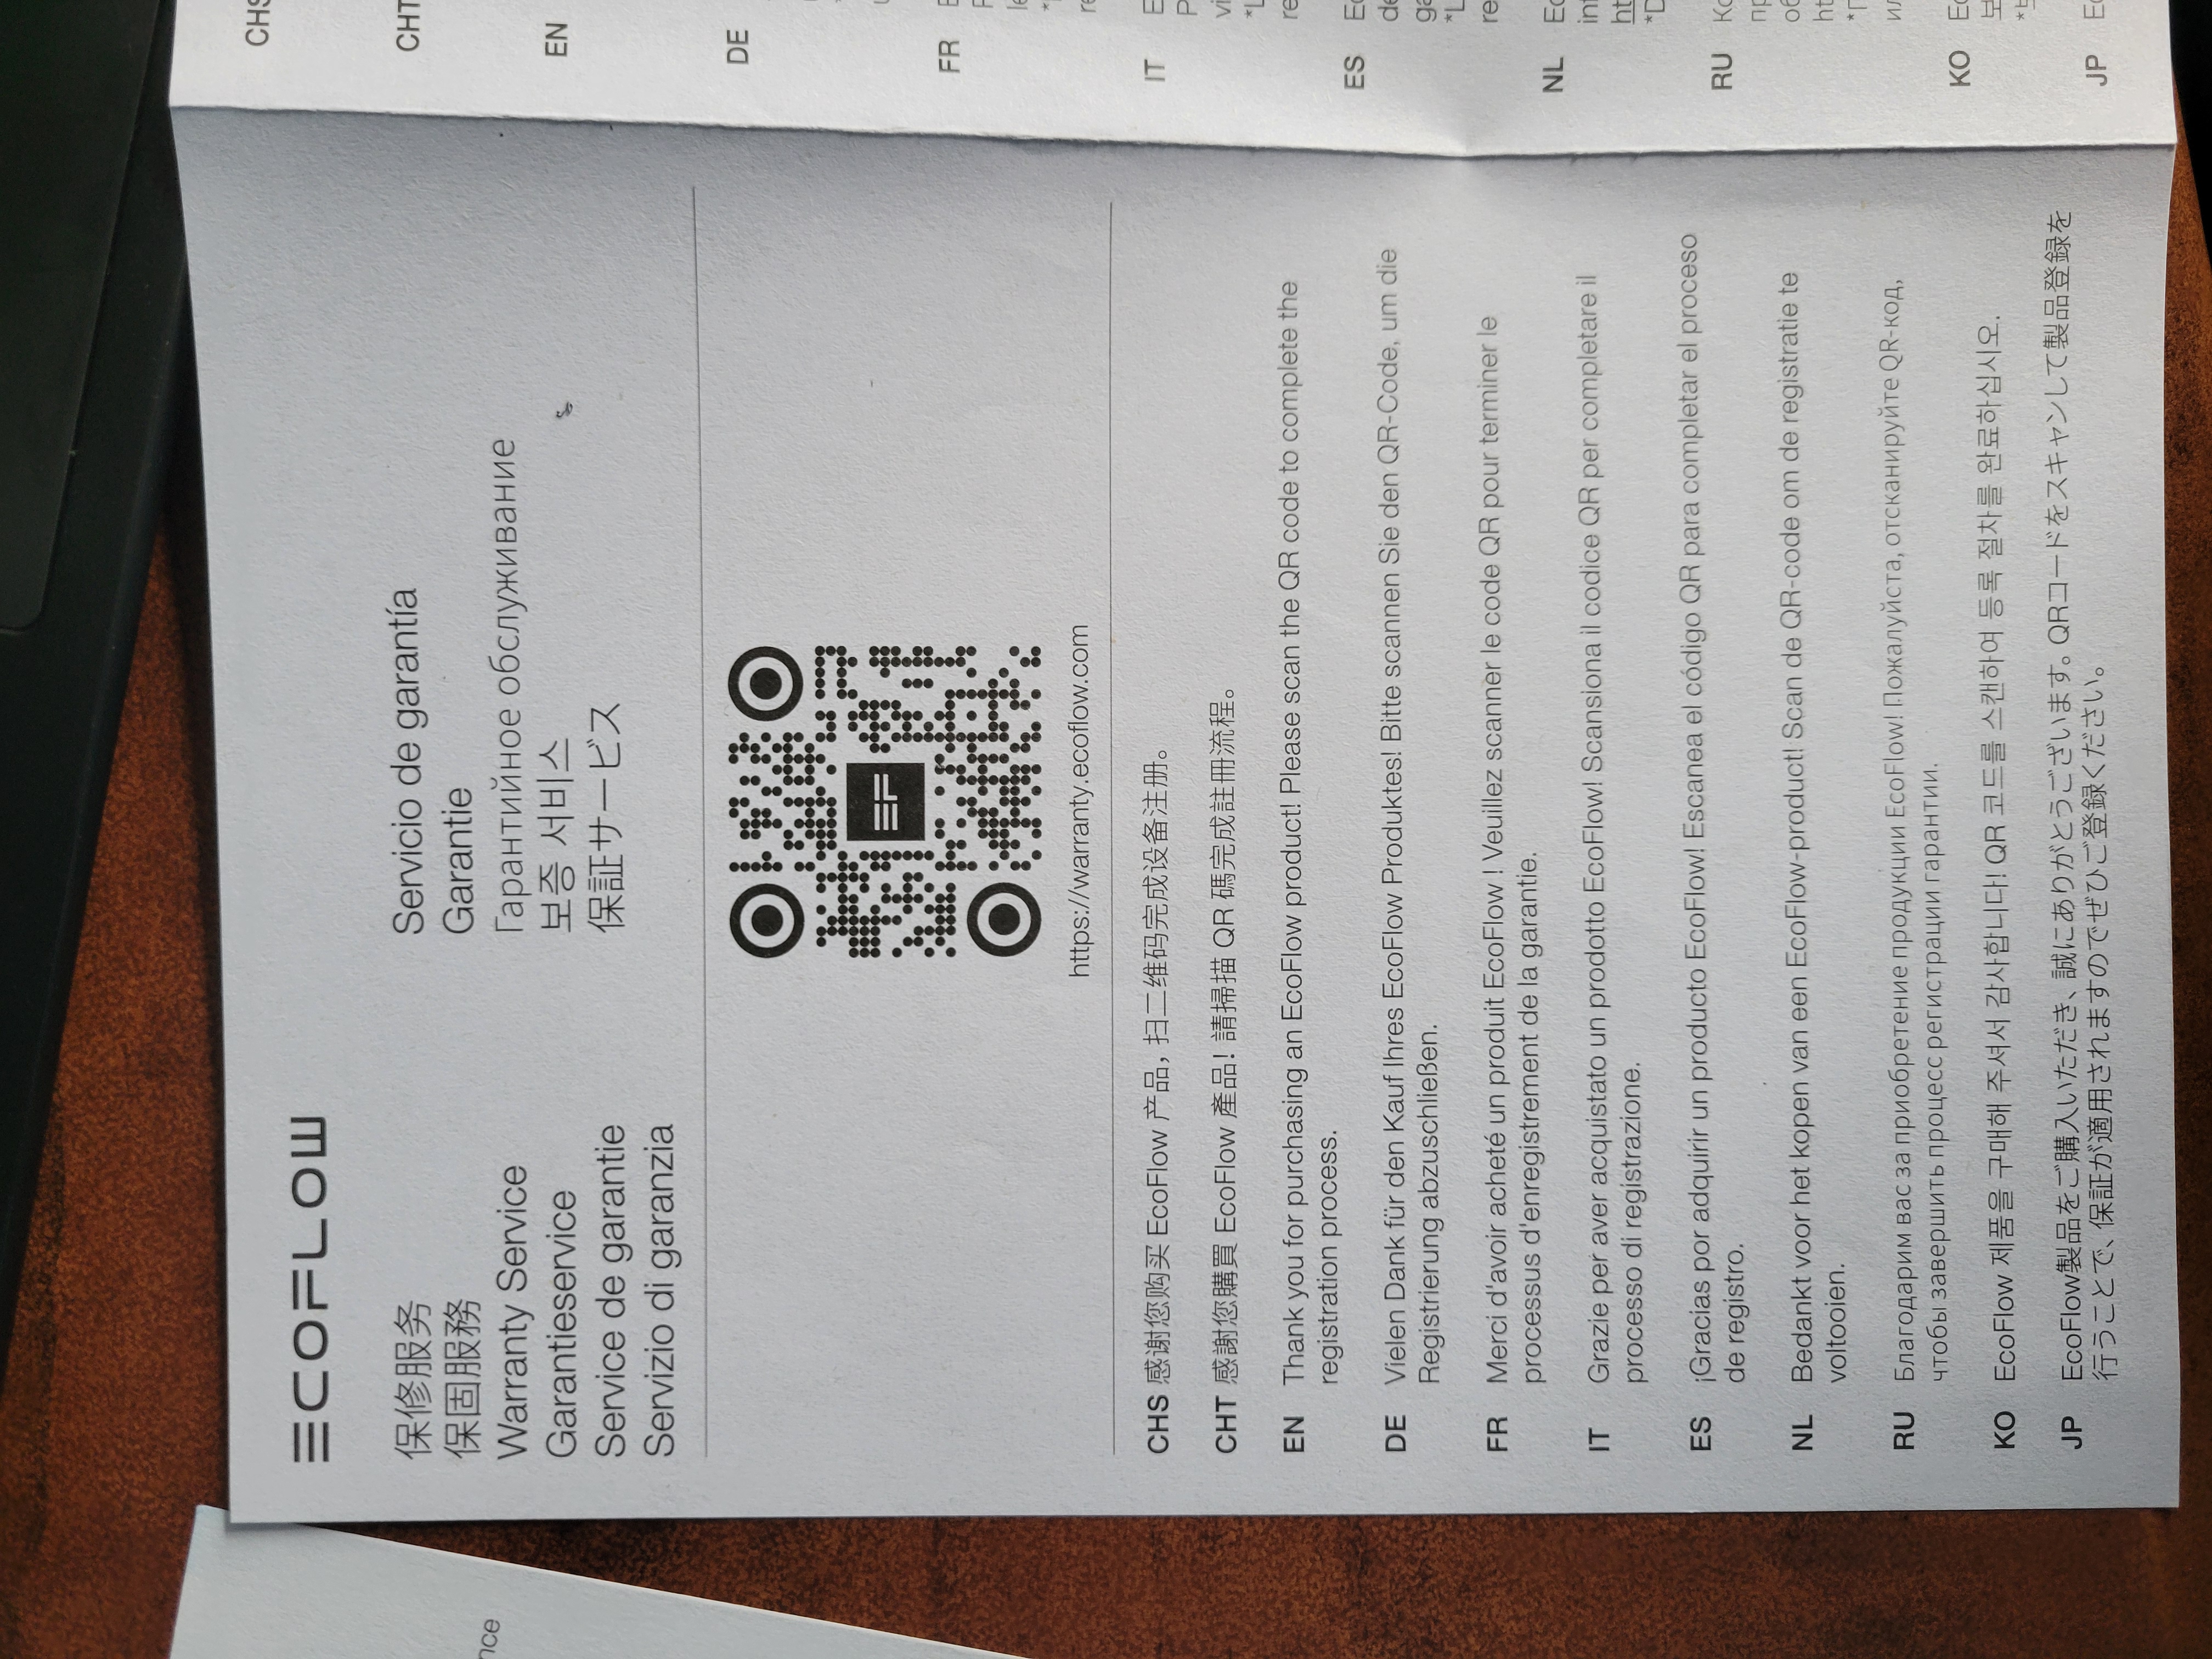 ECOFLOW
保修服务
保固服務
Warranty Service
Garantieservice
Service de garantie
Servizio di garanzia
Servicio de garantía
Garantie
Гарантийное обслуживание
보증 서비스
保証サービス
EF
https://warranty.ecoflow.com
CHS 感谢您购买 EcoFlow 产品，扫二维码完成设备注册。
CHT 感謝您購買 EcoFlow 產品！請掃描 QR 碼完成註冊流程。
EN Thank you for purchasing an EcoFlow product! Please scan the QR code to complete the
registration process.
DE Vielen Dank für den Kauf Ihres EcoFlow Produktes! Bitte scannen Sie den QR-Code, um die
Registrierung abzuschließen.
FR Merci d'avoir acheté un produit EcoFlow ! Veuillez scanner le code QR pour terminer le
processus d'enregistrement de la garantie.
IT Grazie per aver acquistato un prodotto EcoFlow! Scansiona il codice QR per completare il
processo di registrazione.
ES ¡Gracias por adquirir un producto EcoFlow! Escanea el código QR para completar el proceso
de registro.
NL Bedankt voor het kopen van een EcoFlow-product! Scan de QR-code om de registratie te
voltooien.
RU Благодарим вас за приобретение продукции EcoFlow! Пожалуйста, отсканируйте QR-код,
чтобы завершить процесс регистрации гарантии.
KO EcoFlow 제품을 구매해 주셔서 감사합니다! QR 코드를 스캔하여 등록 절차를 완료하십시오.
JP EcoFlow製品をご購入いただき、誠にありがとうございます。QRコードをスキャンして製品登録を
行うことで、保証が適用されますのでぜひご登録ください。
CHS
CHT
EN
DE
FR
IT
ES
NL
RU
KO
JP